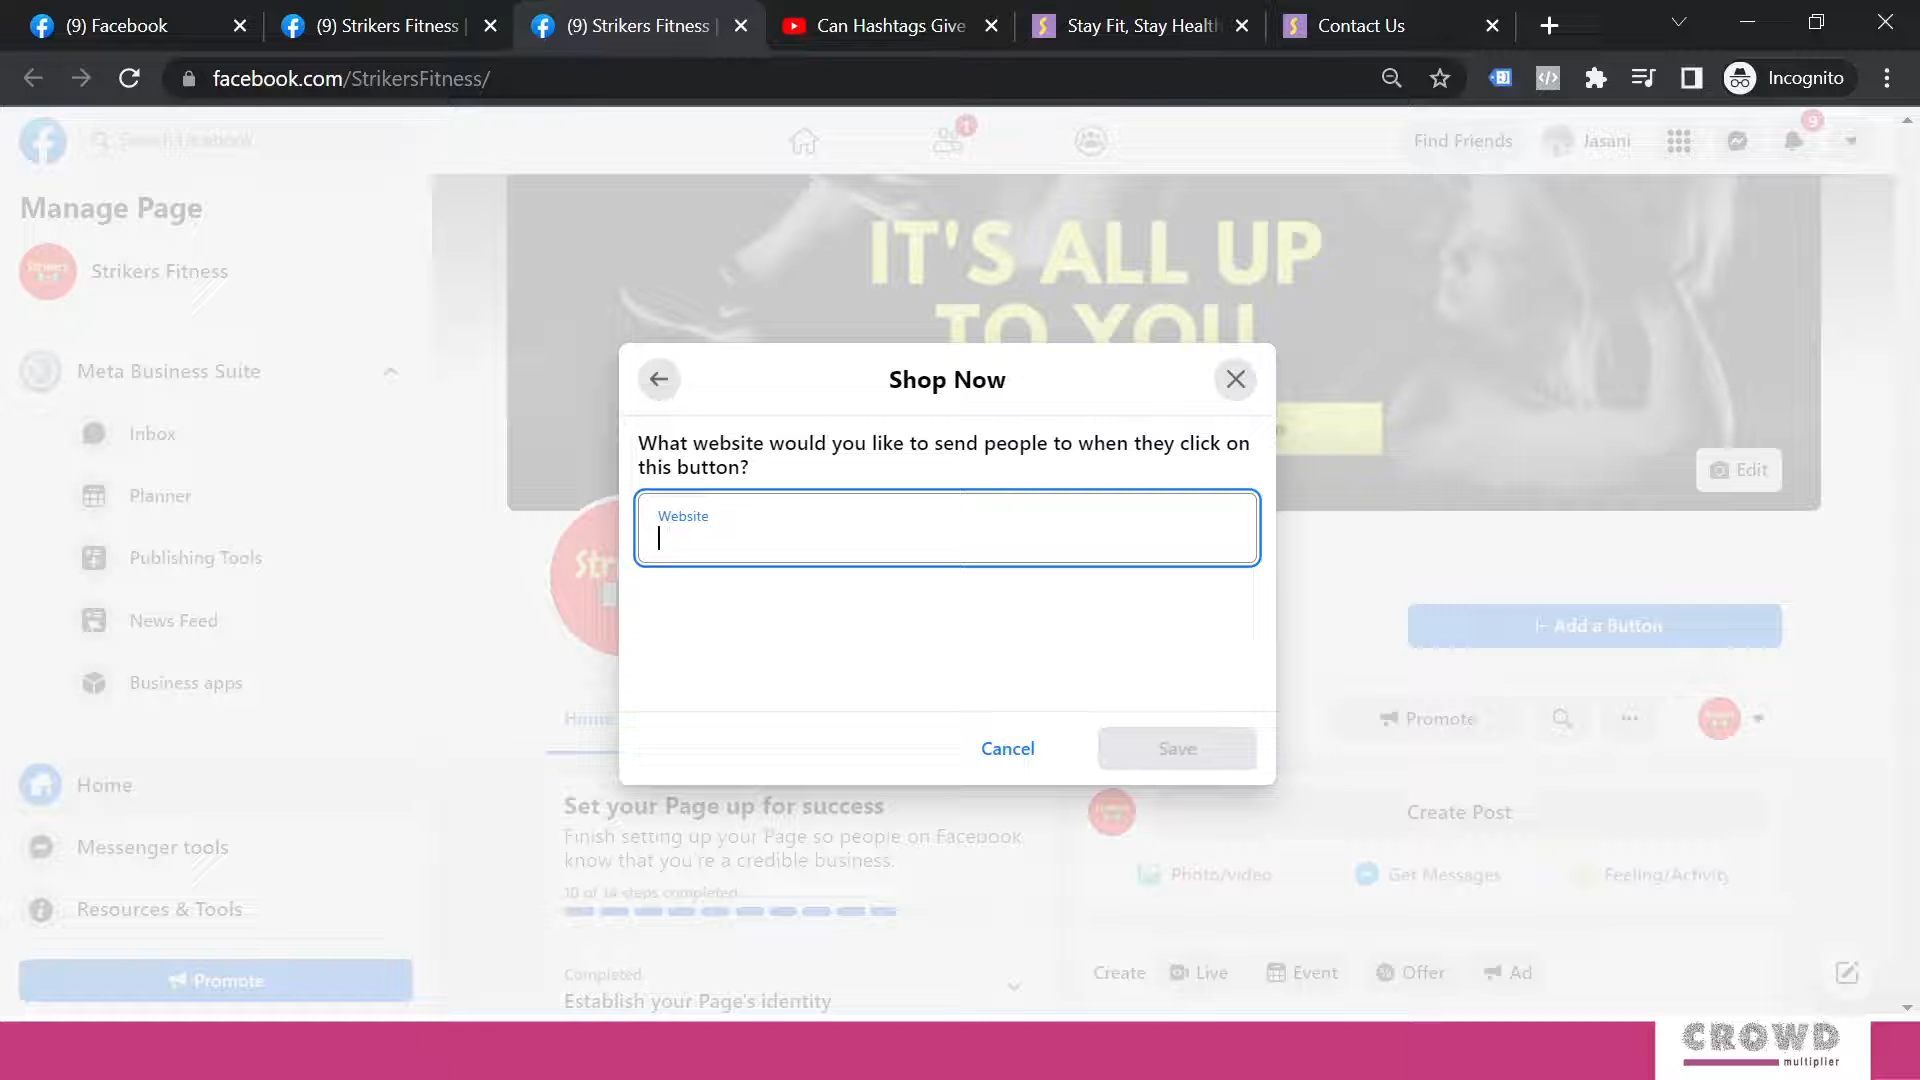 (9) Facebook
(9) Strikers Fitness |
(9) Strikers Fitness |
Can Hashtags Give
Stay Fit, Stay Health
Contact Us
facebook.com/StrikersFitness/
Incognito
Search Facebook
1
Find Friends
Jasani
9
Manage Page
Strikers Fitness
Meta Business Suite
Inbox
Planner
Publishing Tools
News Feed
Business apps
Home
Messenger tools
Resources & Tools
Promote
IT'S ALL UP
TO YOU
Edit
Shop Now
What website would you like to send people to when they click on
this button?
Website
Cancel
Save
+ Add a Button
Home
Promote
Set your Page up for success
Finish setting up your Page so people on Facebook
know that you're a credible business.
10 of 14 steps completed
Completed
Establish your Page's identity
Create Post
Photo/video
Get Messages
Feeling/Activity
Create
Live
Event
Offer
Ad
CROWD
multiplier